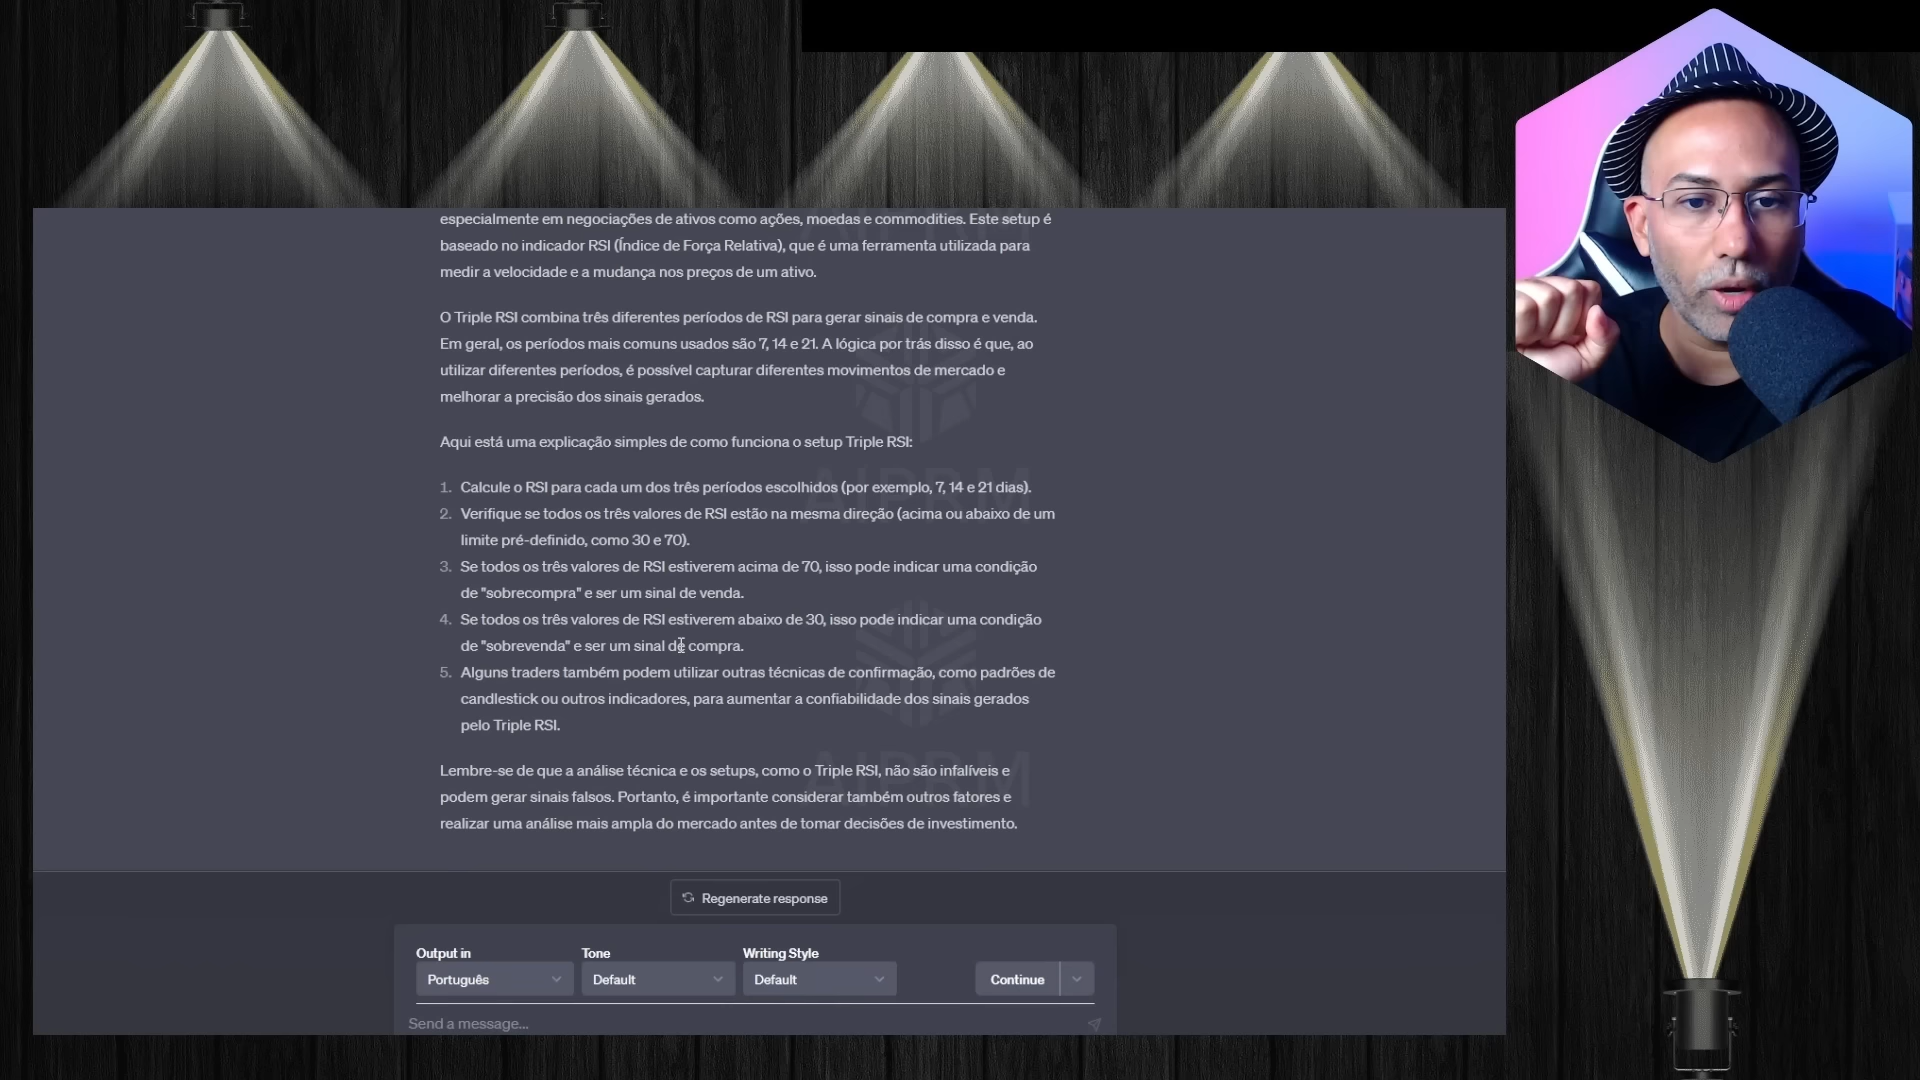 especialmente em negociações de ativos como ações, moedas e commodities. Este setup é
baseado no indicador RSI (Índice de Força Relativa), que é uma ferramenta utilizada para
medir a velocidade e a mudança nos preços de um ativo.
O Triple RSI combina três diferentes períodos de RSI para gerar sinais de compra e venda.
Em geral, os períodos mais comuns usados são 7, 14 e 21. A lógica por trás disso é que, ao
utilizar diferentes períodos, é possível capturar diferentes movimentos de mercado e
melhorar a precisão dos sinais gerados.
Aqui está uma explicação simples de como funciona o setup Triple RSI:
1. Calcule o RSI para cada um dos três períodos escolhidos (por exemplo, 7, 14 e 21 dias).
2. Verifique se todos os três valores de RSI estão na mesma direção (acima ou abaixo de um
limite pré-definido, como 30 e 70).
3. Se todos os três valores de RSI estiverem acima de 70, isso pode indicar uma condição
de "sobrecompra" e ser um sinal de venda.
4. Se todos os três valores de RSI estiverem abaixo de 30, isso pode indicar uma condição
de "sobrevenda" e ser um sinal de compra.
5. Alguns traders também podem utilizar outras técnicas de confirmação, como padrões de
candlestick ou outros indicadores, para aumentar a confiabilidade dos sinais gerados
pelo Triple RSI.
Lembre-se de que a análise técnica e os setups, como o Triple RSI, não são infalíveis e
podem gerar sinais falsos. Portanto, é importante considerar também outros fatores e
realizar uma análise mais ampla do mercado antes de tomar decisões de investimento.
AIPRM
AIPRM
AIPRM
Regenerate response
Output in Tone Writing Style
Português Default Default Continue
Send a message...